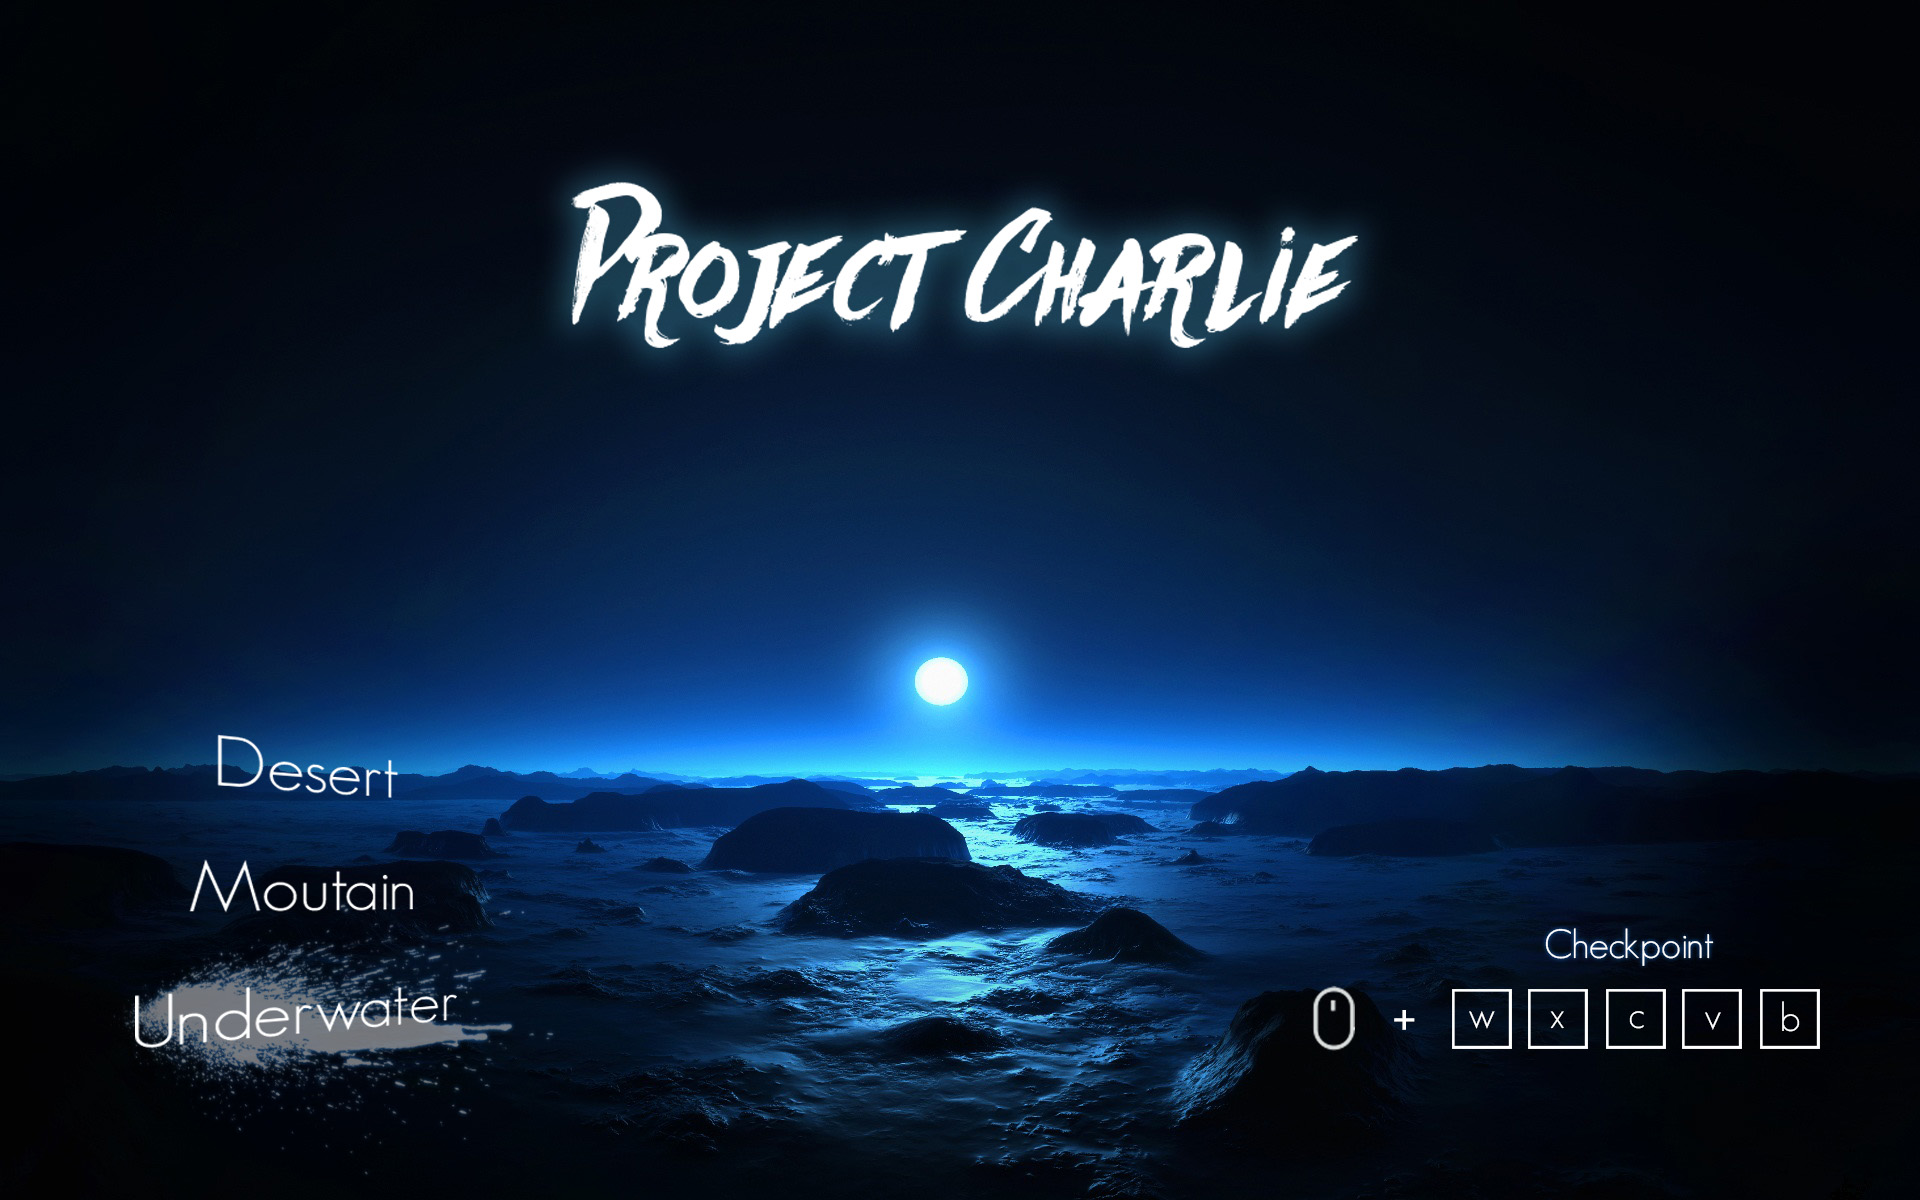 Project Charlie
Desert
Moutain
Underwater
Checkpoint
+ w x c v b